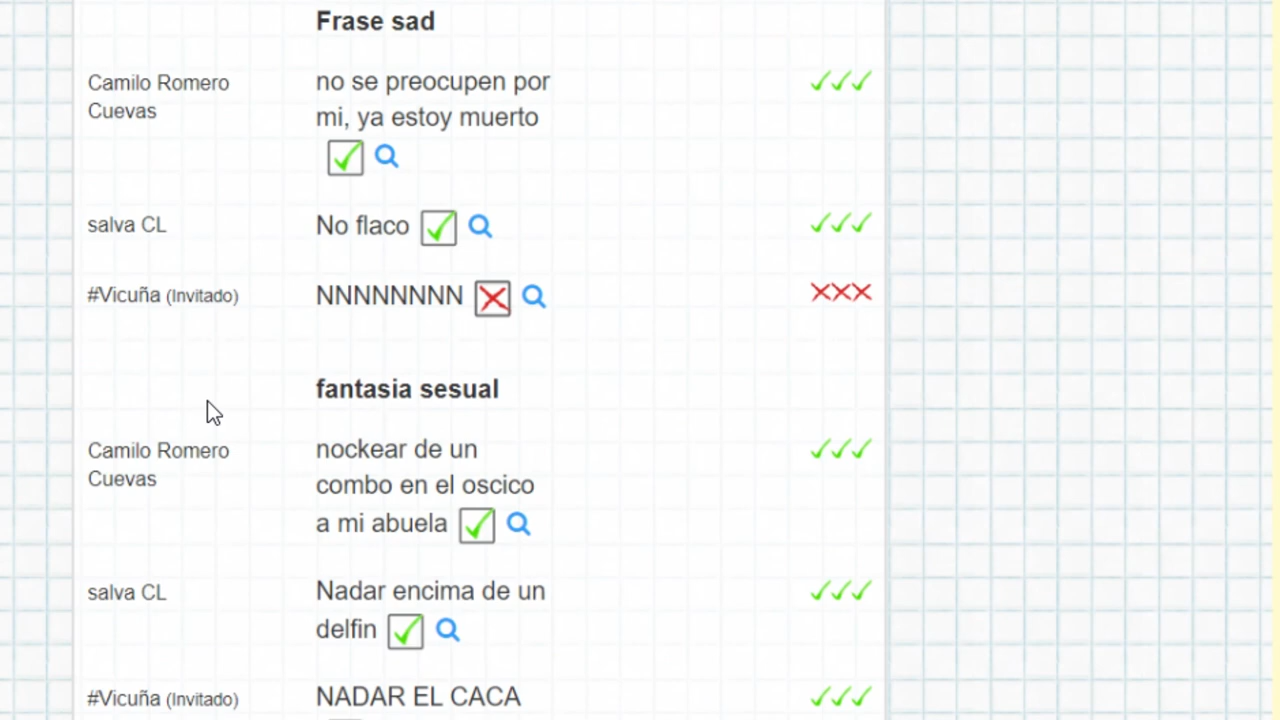 Frase sad
Camilo Romero
Cuevas
no se preocupen por
mi, ya estoy muerto
salva CL
No flaco
#Vicuña (Invitado)
NNNNNNNN
fantasia sesual
Camilo Romero
Cuevas
nockear de un
combo en el oscico
a mi abuela
salva CL
Nadar encima de un
delfin
#Vicuña (Invitado)
NADAR EL CACA